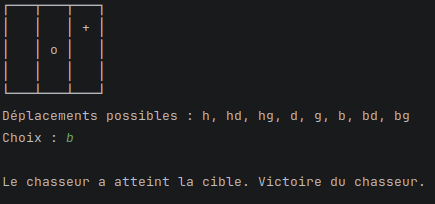 +
o
Déplacements possibles : h, hd, hg, d, g, b, bd, bg
Choix : b
Le chasseur a atteint la cible. Victoire du chasseur.